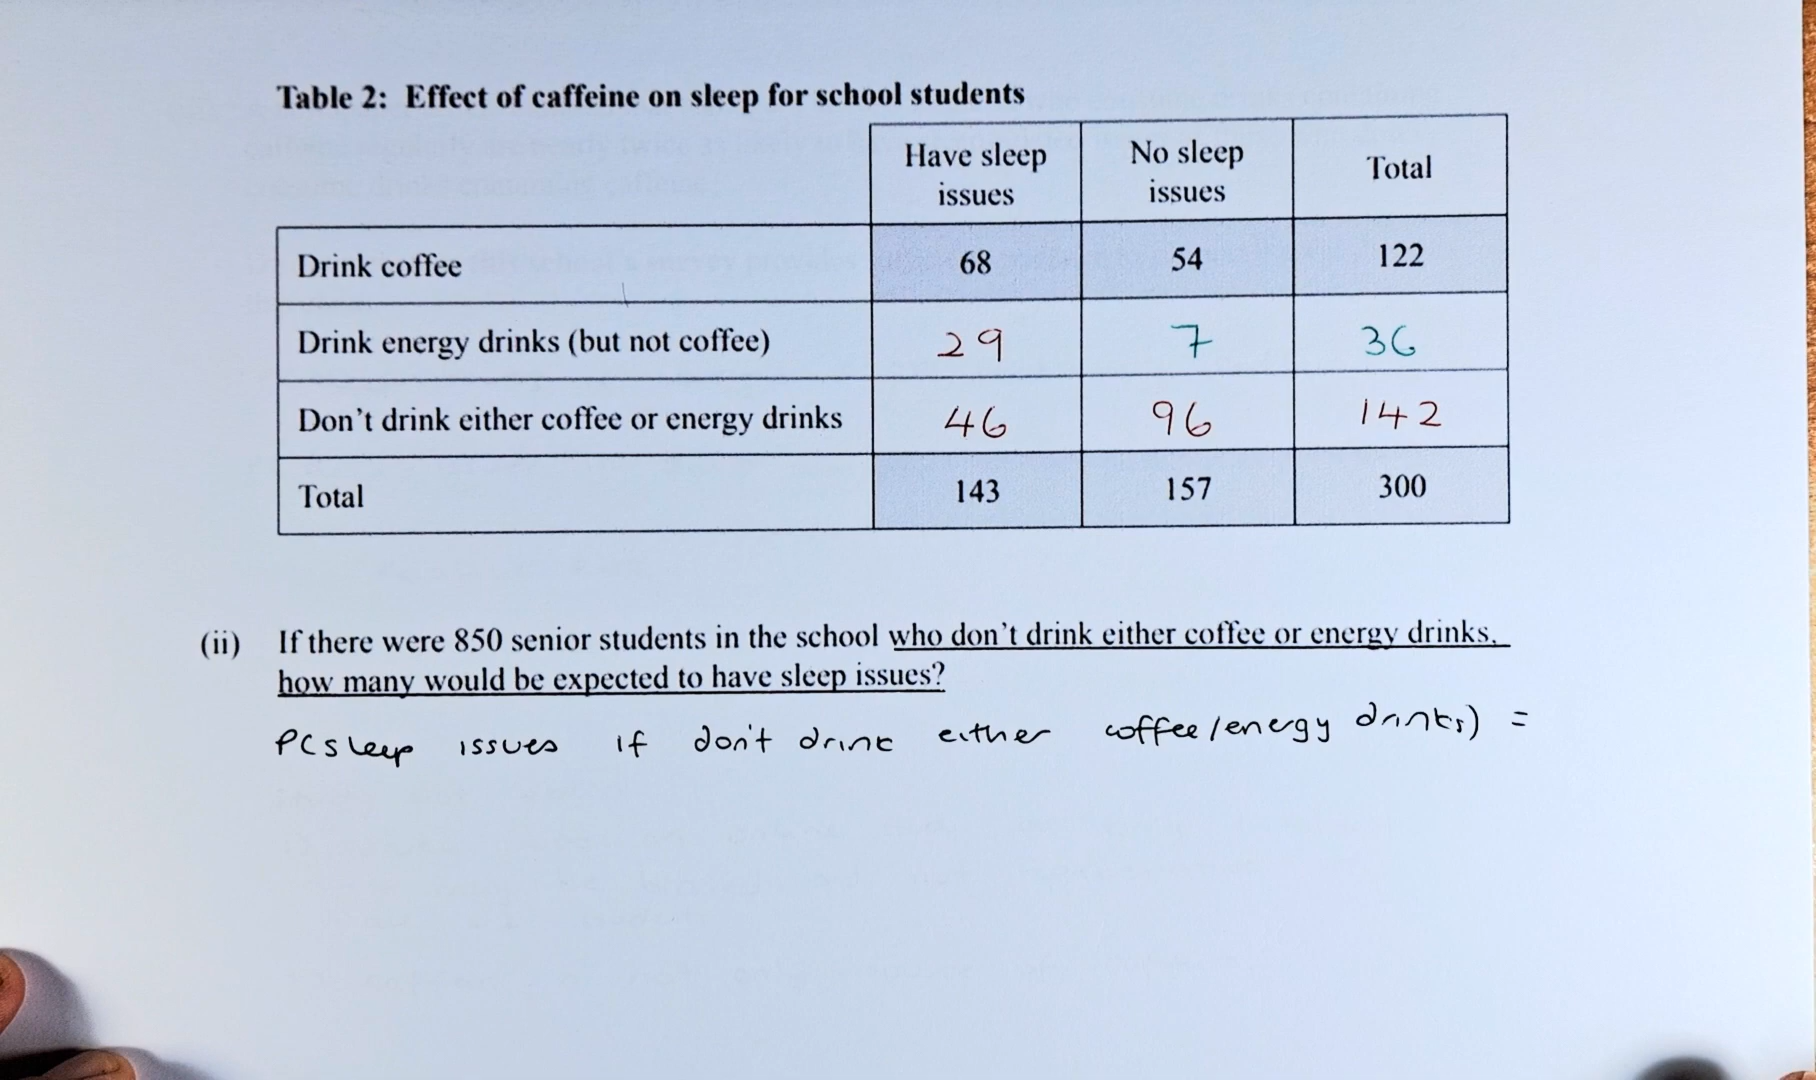 Table 2: Effect of caffeine on sleep for school students
Have sleep issues No sleep issues Total
Drink coffee 68 54 122
Drink energy drinks (but not coffee) 29 7 36
Don't drink either coffee or energy drinks 46 96 142
Total 143 157 300
(ii) If there were 850 senior students in the school who don't drink either coffee or energy drinks,
how many would be expected to have sleep issues?
P(sleep issues if don't drink either coffee/energy drinks) =